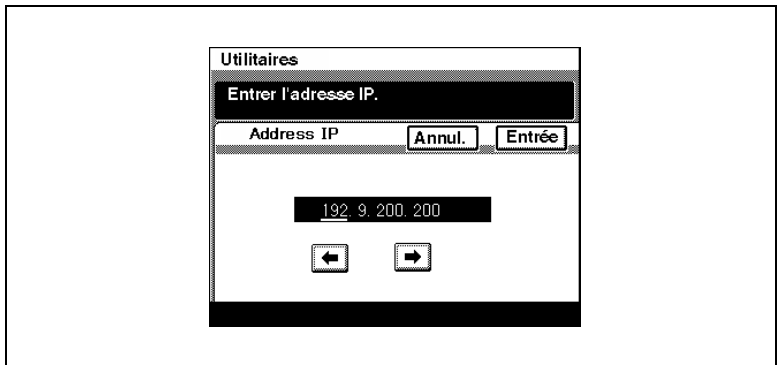 Utilitaires
Entrer l'adresse IP.
Address IP Annul. Entrée
192. 9. 200. 200